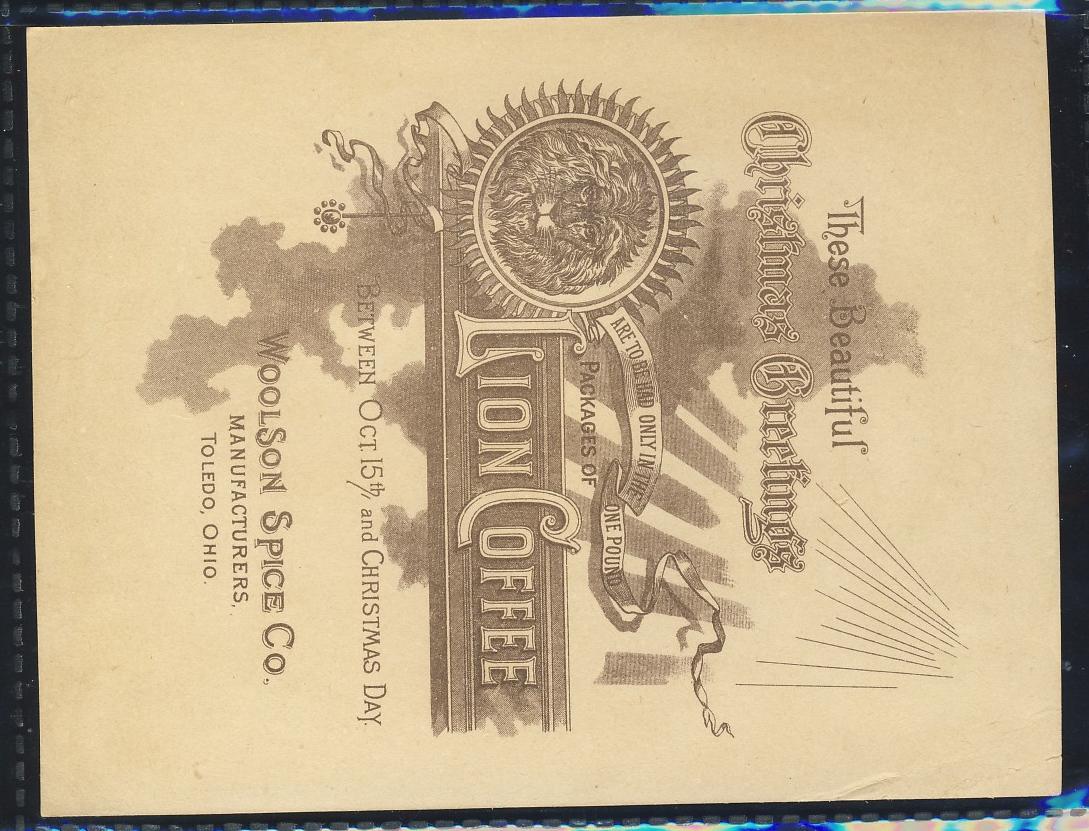 These Beautiful
Christmas Greetings
ARE TO BE HAD ONLY IN THE
ONE POUND
PACKAGES OF
LION COFFEE
BETWEEN OCT. 15th, and CHRISTMAS DAY.
WOOLSON SPICE CO.,
MANUFACTURERS,
TOLEDO, OHIO.